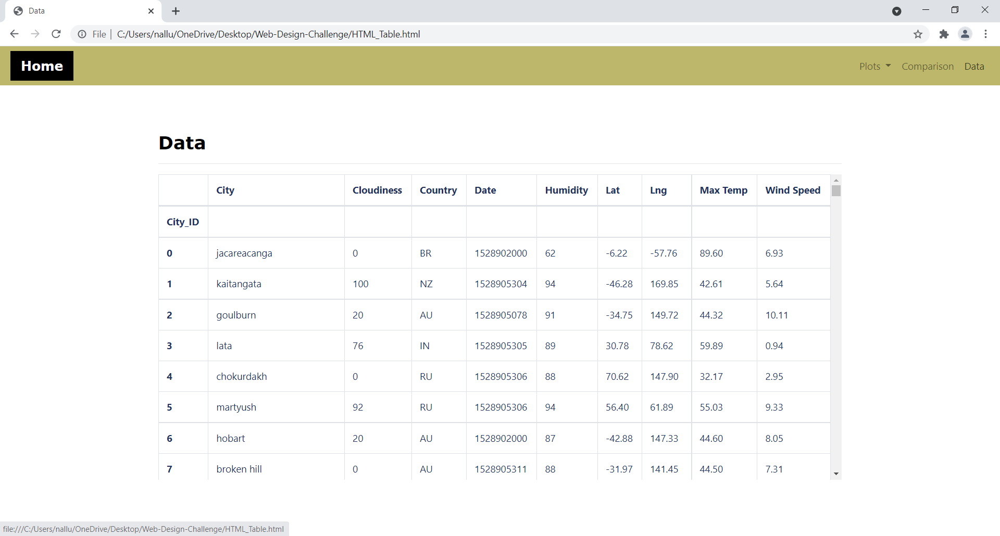 Data
File | C:/Users/nallu/OneDrive/Desktop/Web-Design-Challenge/HTML_Table.html
Home Plots Comparison Data
Data
City Cloudiness Country Date Humidity Lat Lng Max Temp Wind Speed
City_ID
0 jacareacanga 0 BR 1528902000 62 -6.22 -57.76 89.60 6.93
1 kaitangata 100 NZ 1528905304 94 -46.28 169.85 42.61 5.64
2 goulburn 20 AU 1528905078 91 -34.75 149.72 44.32 10.11
3 lata 76 IN 1528905305 89 30.78 78.62 59.89 0.94
4 chokurdakh 0 RU 1528905306 88 70.62 147.90 32.17 2.95
5 martyush 92 RU 1528905306 94 56.40 61.89 55.03 9.33
6 hobart 20 AU 1528902000 87 -42.88 147.33 44.60 8.05
7 broken hill 0 AU 1528905311 88 -31.97 141.45 44.50 7.31
file:///C:/Users/nallu/OneDrive/Desktop/Web-Design-Challenge/HTML_Table.html